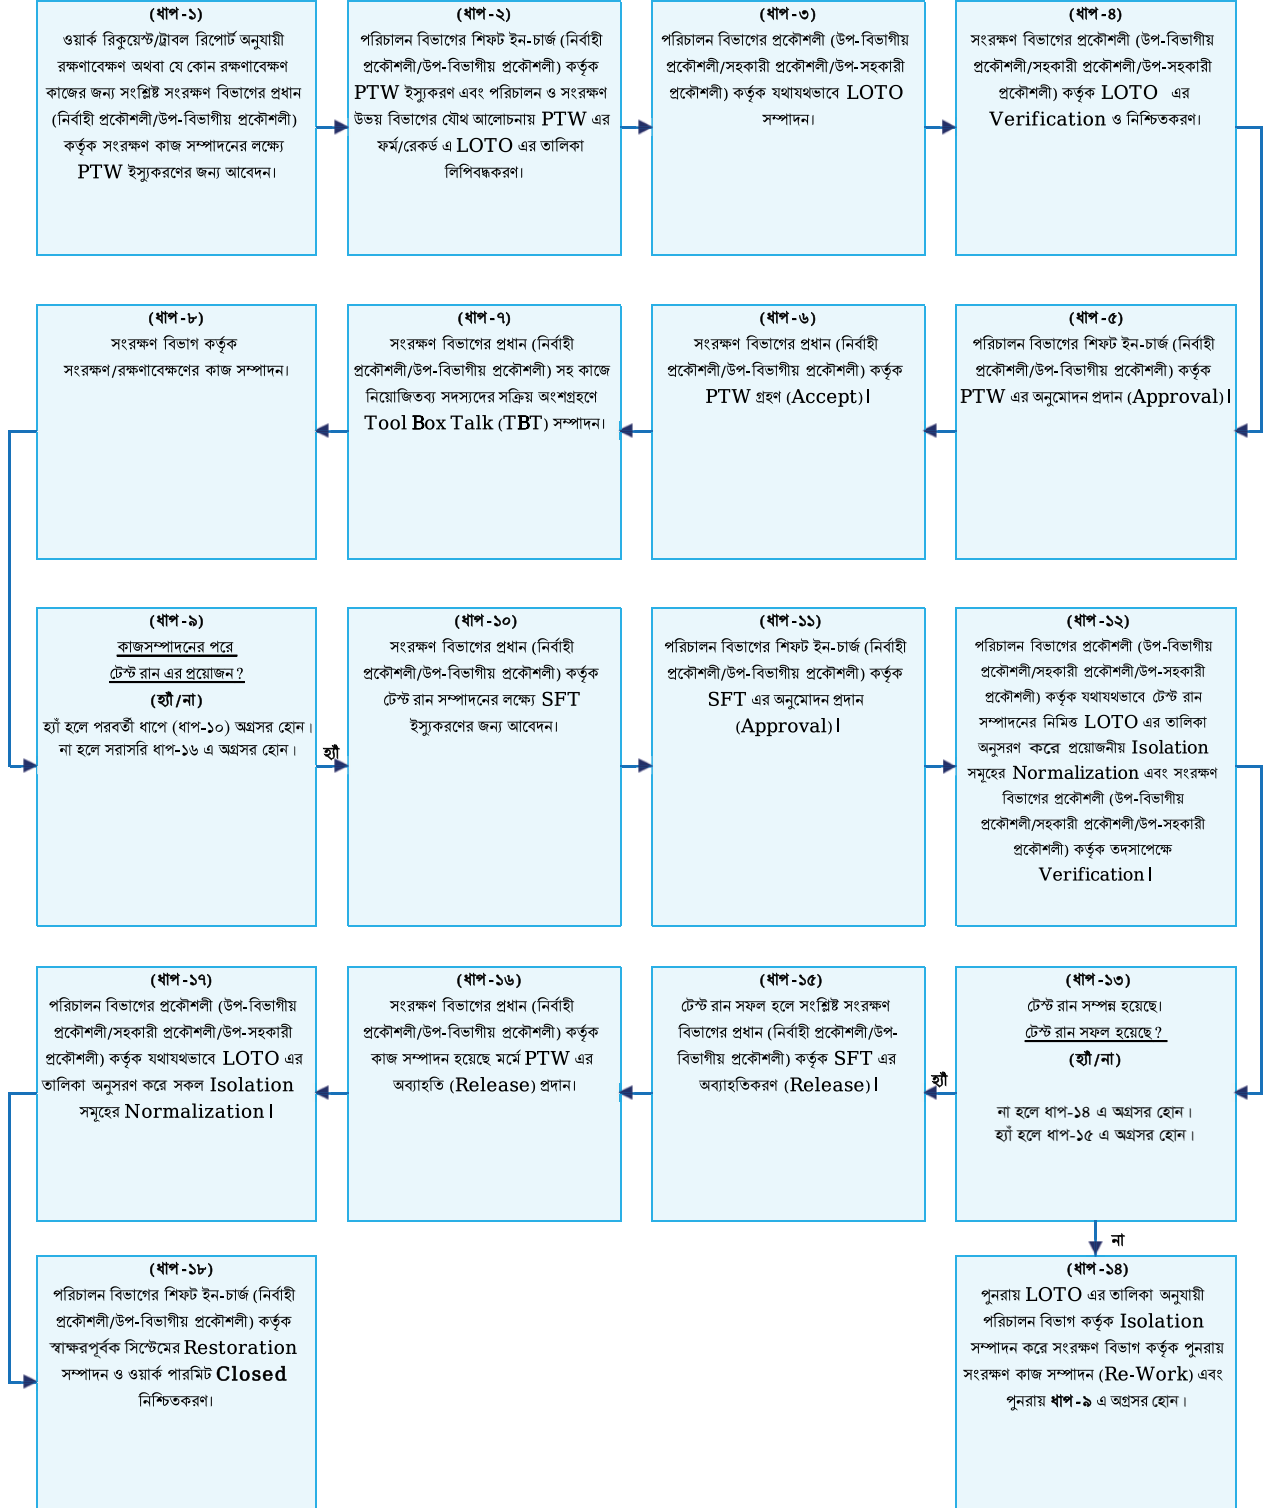 (ধাপ-১)
ওয়ার্ক রিকুয়েস্ট/ট্রাবল রিপোর্ট অনুযায়ী
রক্ষণাবেক্ষণ অথবা যে কোন রক্ষণাবেক্ষণ
কাজের জন্য সংশ্লিষ্ট সংরক্ষণ বিভাগের প্রধান
(নির্বাহী প্রকৌশলী/উপ-বিভাগীয় প্রকৌশলী)
কর্তৃক সংরক্ষণ কাজ সম্পাদনের লক্ষ্যে
PTW ইস্যুকরণের জন্য আবেদন।
(ধাপ-২)
পরিচালন বিভাগের শিফট ইন-চার্জ (নির্বাহী
প্রকৌশলী/উপ-বিভাগীয় প্রকৌশলী) কর্তৃক
PTW ইস্যুকরণ এবং পরিচালন ও সংরক্ষণ
উভয় বিভাগের যৌথ আলোচনায় PTW এর
ফর্ম/রেকর্ড এ LOTO এর তালিকা
লিপিবদ্ধকরণ।
(ধাপ-৩)
পরিচালন বিভাগের প্রকৌশলী (উপ-বিভাগীয়
প্রকৌশলী/সহকারী প্রকৌশলী/উপ-সহকারী
প্রকৌশলী) কর্তৃক যথাযথভাবে LOTO
সম্পাদন।
(ধাপ-৪)
সংরক্ষণ বিভাগের প্রকৌশলী (উপ-বিভাগীয়
প্রকৌশলী/সহকারী প্রকৌশলী/উপ-সহকারী
প্রকৌশলী) কর্তৃক LOTO এর
Verification ও নিশ্চিতকরণ।
(ধাপ-৮)
সংরক্ষণ বিভাগ কর্তৃক
সংরক্ষণ/রক্ষণাবেক্ষণের কাজ সম্পাদন।
(ধাপ-৭)
সংরক্ষণ বিভাগের প্রধান (নির্বাহী
প্রকৌশলী/উপ-বিভাগীয় প্রকৌশলী) সহ কাজে
নিয়োজিতব্য সদস্যদের সক্রিয় অংশগ্রহণে
Tool Box Talk (TBT) সম্পাদন।
(ধাপ-৬)
সংরক্ষণ বিভাগের প্রধান (নির্বাহী
প্রকৌশলী/উপ-বিভাগীয় প্রকৌশলী) কর্তৃক
PTW গ্রহণ (Accept)।
(ধাপ-৫)
পরিচালন বিভাগের শিফট ইন-চার্জ (নির্বাহী
প্রকৌশলী/উপ-বিভাগীয় প্রকৌশলী) কর্তৃক
PTW এর অনুমোদন প্রদান (Approval)।
(ধাপ-৯)
কাজসম্পাদনের পরে
টেস্ট রান এর প্রয়োজন?
(হ্যাঁ/না)
হ্যাঁ হলে পরবর্তী ধাপে (ধাপ-১০) অগ্রসর হোন।
না হলে সরাসরি ধাপ-১৬ এ অগ্রসর হোন।
হ্যাঁ
(ধাপ-১০)
সংরক্ষণ বিভাগের প্রধান (নির্বাহী
প্রকৌশলী/উপ-বিভাগীয় প্রকৌশলী) কর্তৃক
টেস্ট রান সম্পাদনের লক্ষ্যে SFT
ইস্যুকরণের জন্য আবেদন।
(ধাপ-১১)
পরিচালন বিভাগের শিফট ইন-চার্জ (নির্বাহী
প্রকৌশলী/উপ-বিভাগীয় প্রকৌশলী) কর্তৃক
SFT এর অনুমোদন প্রদান
(Approval)।
(ধাপ-১২)
পরিচালন বিভাগের প্রকৌশলী (উপ-বিভাগীয়
প্রকৌশলী/সহকারী প্রকৌশলী/উপ-সহকারী
প্রকৌশলী) কর্তৃক যথাযথভাবে টেস্ট রান
সম্পাদনের নিমিত্ত LOTO এর তালিকা
অনুসরণ করে প্রয়োজনীয় Isolation
সমূহের Normalization এবং সংরক্ষণ
বিভাগের প্রকৌশলী (উপ-বিভাগীয়
প্রকৌশলী/সহকারী প্রকৌশলী/উপ-সহকারী
প্রকৌশলী) কর্তৃক তদসাপেক্ষে
Verification।
(ধাপ-১৭)
পরিচালন বিভাগের প্রকৌশলী (উপ-বিভাগীয়
প্রকৌশলী/সহকারী প্রকৌশলী/উপ-সহকারী
প্রকৌশলী) কর্তৃক যথাযথভাবে LOTO এর
তালিকা অনুসরণ করে সকল Isolation
সমূহের Normalization।
(ধাপ-১৬)
সংরক্ষণ বিভাগের প্রধান (নির্বাহী
প্রকৌশলী/উপ-বিভাগীয় প্রকৌশলী) কর্তৃক
কাজ সম্পাদন হয়েছে মর্মে PTW এর
অব্যাহতি (Release) প্রদান।
(ধাপ-১৫)
টেস্ট রান সফল হলে সংশ্লিষ্ট সংরক্ষণ
বিভাগের প্রধান (নির্বাহী প্রকৌশলী/উপ-
বিভাগীয় প্রকৌশলী) কর্তৃক SFT এর
অব্যাহতিকরণ (Release)।
হ্যাঁ
(ধাপ-১৩)
টেস্ট রান সম্পন্ন হয়েছে।
টেস্ট রান সফল হয়েছে?
(হ্যাঁ/না)
না হলে ধাপ-১৪ এ অগ্রসর হোন।
হ্যাঁ হলে ধাপ-১৫ এ অগ্রসর হোন।
না
(ধাপ-১৮)
পরিচালন বিভাগের শিফট ইন-চার্জ (নির্বাহী
প্রকৌশলী/উপ-বিভাগীয় প্রকৌশলী) কর্তৃক
স্বাক্ষরপূর্বক সিস্টেমের Restoration
সম্পাদন ও ওয়ার্ক পারমিট Closed
নিশ্চিতকরণ।
(ধাপ-১৪)
পুনরায় LOTO এর তালিকা অনুযায়ী
পরিচালন বিভাগ কর্তৃক Isolation
সম্পাদন করে সংরক্ষণ বিভাগ কর্তৃক পুনরায়
সংরক্ষণ কাজ সম্পাদন (Re-Work) এবং
পুনরায় ধাপ-৯ এ অগ্রসর হোন।